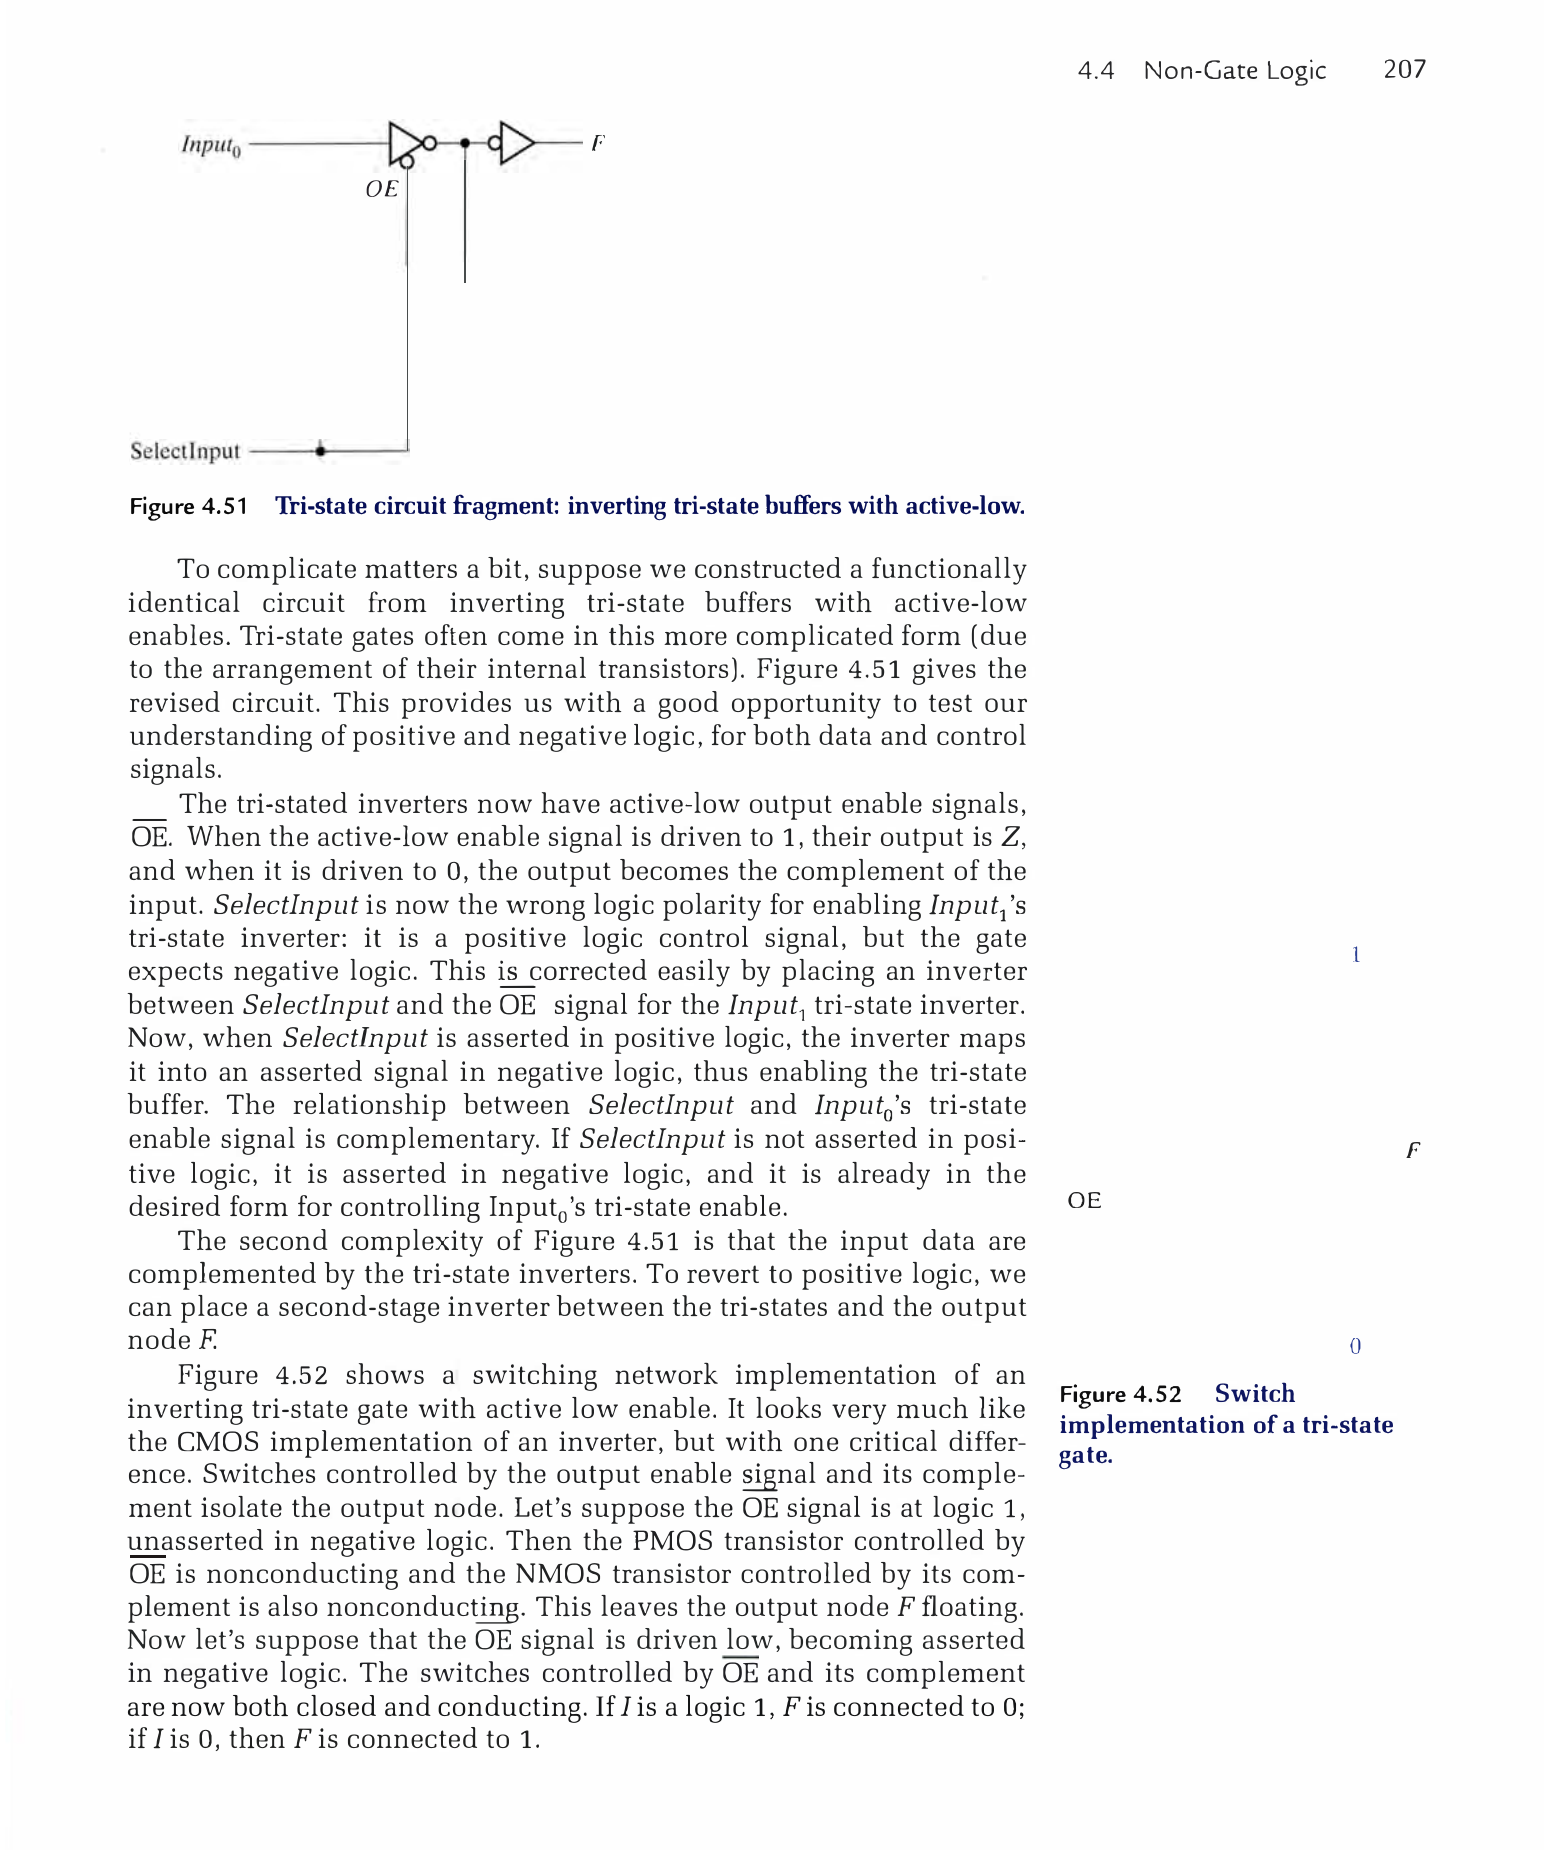 4.4 Non-Gate Logic 207
Input₀
F
OE
SelectInput
Figure 4.51 Tri-state circuit fragment: inverting tri-state buffers with active-low.
To complicate matters a bit, suppose we constructed a functionally
identical circuit from inverting tri-state buffers with active-low
enables. Tri-state gates often come in this more complicated form (due
to the arrangement of their internal transistors). Figure 4.51 gives the
revised circuit. This provides us with a good opportunity to test our
understanding of positive and negative logic, for both data and control
signals.
The tri-stated inverters now have active-low output enable signals,
O̅E̅. When the active-low enable signal is driven to 1, their output is Z,
and when it is driven to 0, the output becomes the complement of the
input. SelectInput is now the wrong logic polarity for enabling Input₁'s
tri-state inverter: it is a positive logic control signal, but the gate
expects negative logic. This is corrected easily by placing an inverter
between SelectInput and the O̅E̅ signal for the Input₁ tri-state inverter.
Now, when SelectInput is asserted in positive logic, the inverter maps
it into an asserted signal in negative logic, thus enabling the tri-state
buffer. The relationship between SelectInput and Input₀'s tri-state
enable signal is complementary. If SelectInput is not asserted in posi-
tive logic, it is asserted in negative logic, and it is already in the
desired form for controlling Input₀'s tri-state enable.
The second complexity of Figure 4.51 is that the input data are
complemented by the tri-state inverters. To revert to positive logic, we
can place a second-stage inverter between the tri-states and the output
node F.
Figure 4.52 shows a switching network implementation of an
inverting tri-state gate with active low enable. It looks very much like
the CMOS implementation of an inverter, but with one critical differ-
ence. Switches controlled by the output enable signal and its comple-
ment isolate the output node. Let's suppose the O̅E̅ signal is at logic 1,
unasserted in negative logic. Then the PMOS transistor controlled by
O̅E̅ is nonconducting and the NMOS transistor controlled by its com-
plement is also nonconducting. This leaves the output node F floating.
Now let's suppose that the O̅E̅ signal is driven low, becoming asserted
in negative logic. The switches controlled by O̅E̅ and its complement
are now both closed and conducting. If I is a logic 1, F is connected to 0;
if I is 0, then F is connected to 1.
1
F
OE
0
Figure 4.52 Switch
implementation of a tri-state
gate.